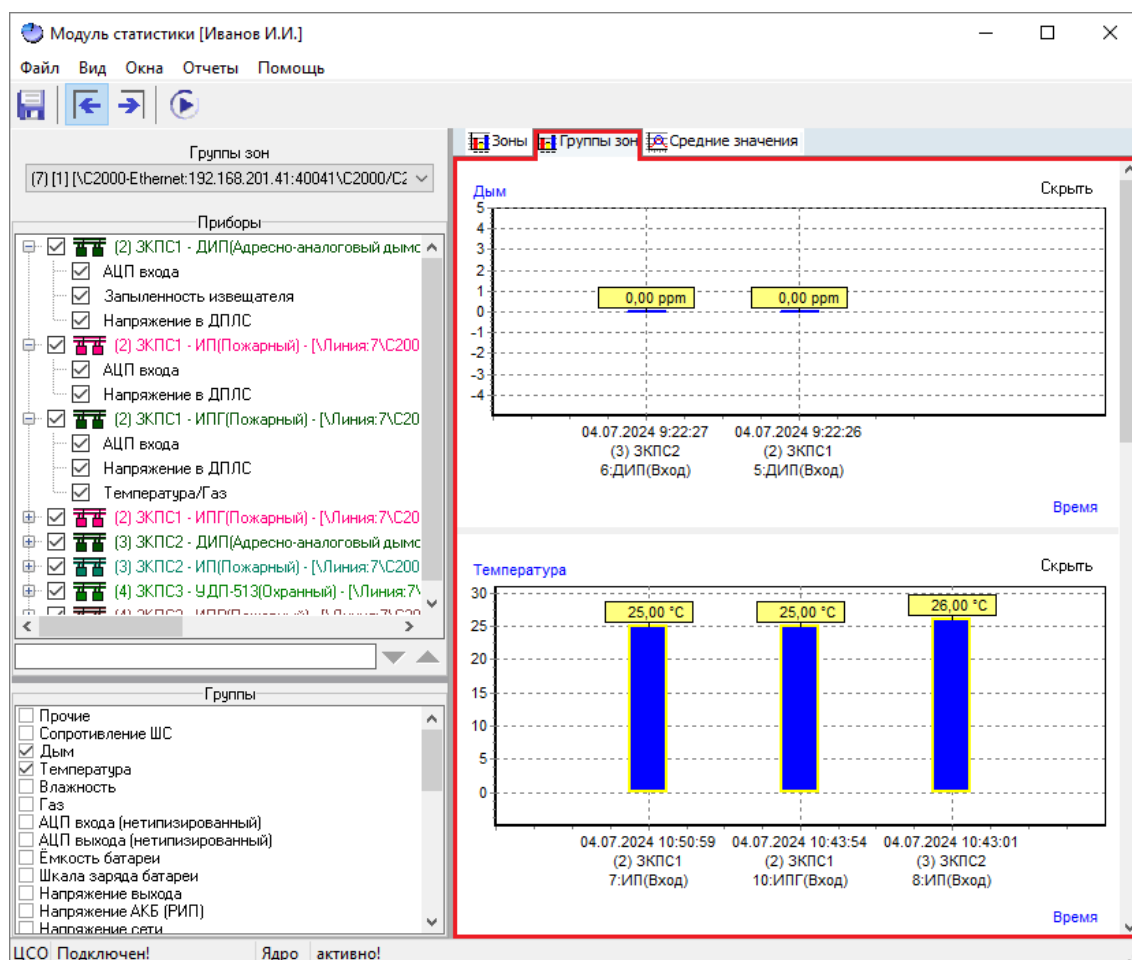 Модуль статистики [Иванов И.И.]
Файл Вид Окна Отчеты Помощь
Группы зон
(7) [1] [\С2000-Ethernet:192.168.201.41:40041\С2000/С2
Приборы
(2) ЗКПС1 - ДИП(Адресно-аналоговый дымо
АЦП входа
Запыленность извещателя
Напряжение в ДПЛС
(2) ЗКПС1 - ИП(Пожарный) - [\Линия:7\С200
АЦП входа
Напряжение в ДПЛС
(2) ЗКПС1 - ИПГ(Пожарный) - [\Линия:7\С20
АЦП входа
Напряжение в ДПЛС
Температура/Газ
(2) ЗКПС1 - ИПГ(Пожарный) - [\Линия:7\С20
(3) ЗКПС2 - ДИП(Адресно-аналоговый дымо
(3) ЗКПС2 - ИП(Пожарный) - [\Линия:7\С200
(4) ЗКПС3 - УДП-513(Охранный) - [\Линия:7\
Группы
Прочие
Сопротивление ШС
Дым
Температура
Влажность
Газ
АЦП входа (нетипизированный)
АЦП выхода (нетипизированный)
Ёмкость батареи
Шкала заряда батареи
Напряжение выхода
Напряжение АКБ (РИП)
Напряжение сети
Зоны Группы зон Средние значения
Дым Скрыть
5
4
3
2
1
0
-1
-2
-3
-4
0,00 ppm 0,00 ppm
04.07.2024 9:22:27 04.07.2024 9:22:26
(3) ЗКПС2 (2) ЗКПС1
6:ДИП(Вход) 5:ДИП(Вход)
Время
Температура Скрыть
30
25
20
15
10
5
0
25,00 °C 25,00 °C 26,00 °C
04.07.2024 10:50:59 04.07.2024 10:43:54 04.07.2024 10:43:01
(2) ЗКПС1 (2) ЗКПС1 (3) ЗКПС2
7:ИП(Вход) 10:ИПГ(Вход) 8:ИП(Вход)
Время
ЦСО Подключен! Ядро активно!